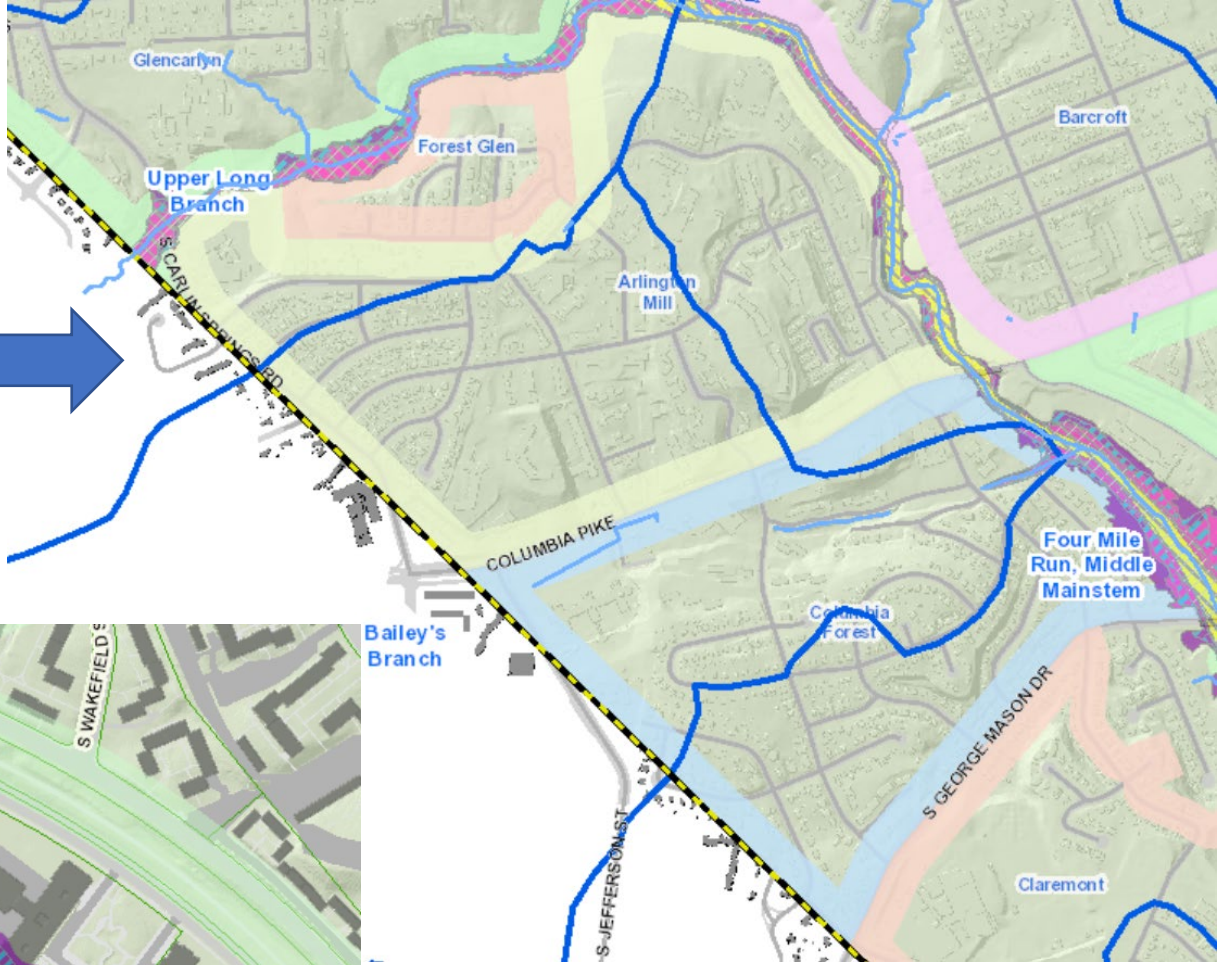 Glencarlyn
Forest Glen
Barcroft
Upper Long
Branch
S CARLIN SPRINGS RD
Arlington
Mill
COLUMBIA PIKE
Four Mile
Run, Middle
Mainstem
Columbia
Forest
Bailey's
Branch
S WAKEFIELD S
S GEORGE MASON DR
S JEFFERSON ST
Claremont